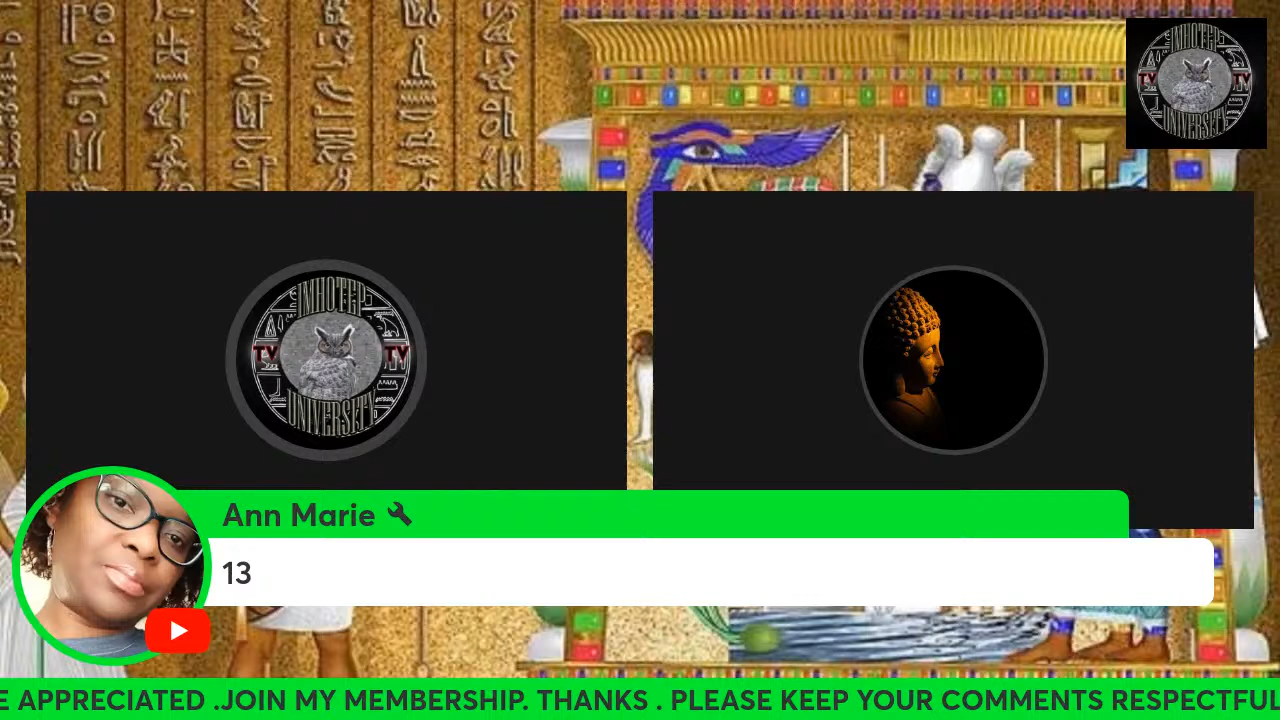 IMHOTEP
TV TV
UNIVERSITY
IMHOTEP
TV TV
UNIVERSITY
Ann Marie
13
E APPRECIATED .JOIN MY MEMBERSHIP. THANKS . PLEASE KEEP YOUR COMMENTS RESPECTFUL